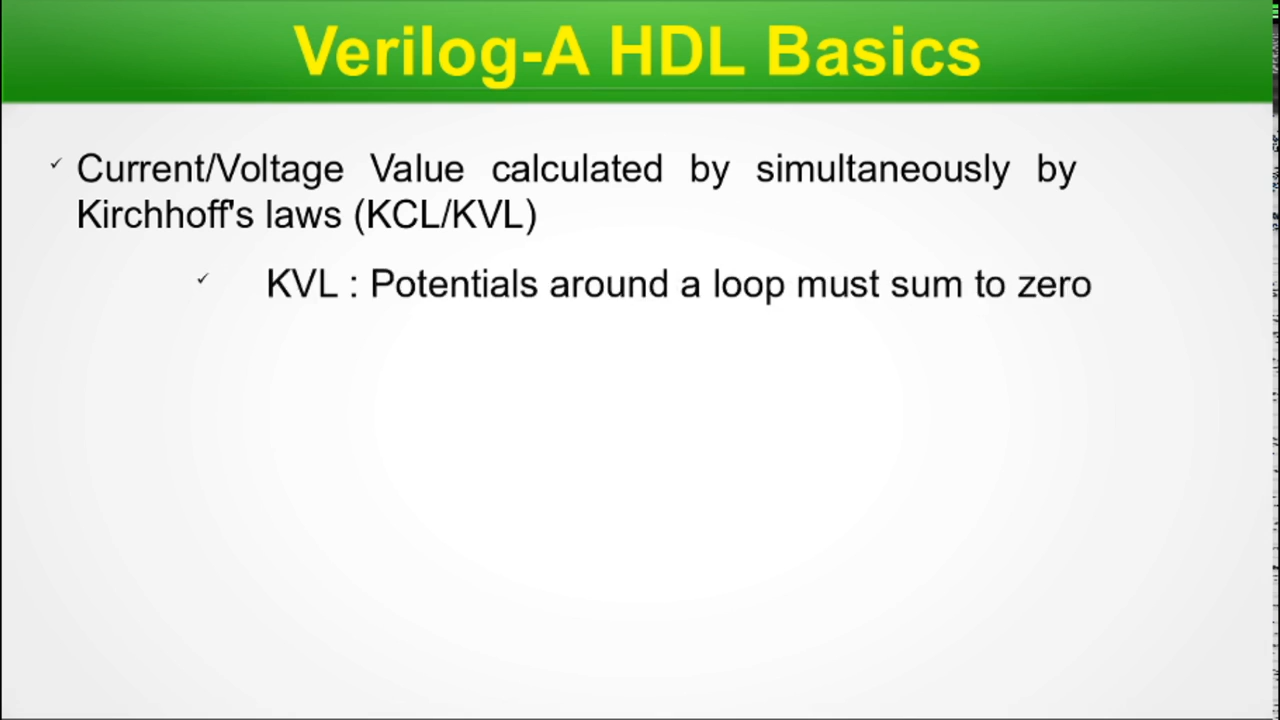 Verilog-A HDL Basics
✓ Current/Voltage Value calculated by simultaneously by
Kirchhoff's laws (KCL/KVL)
✓ KVL : Potentials around a loop must sum to zero